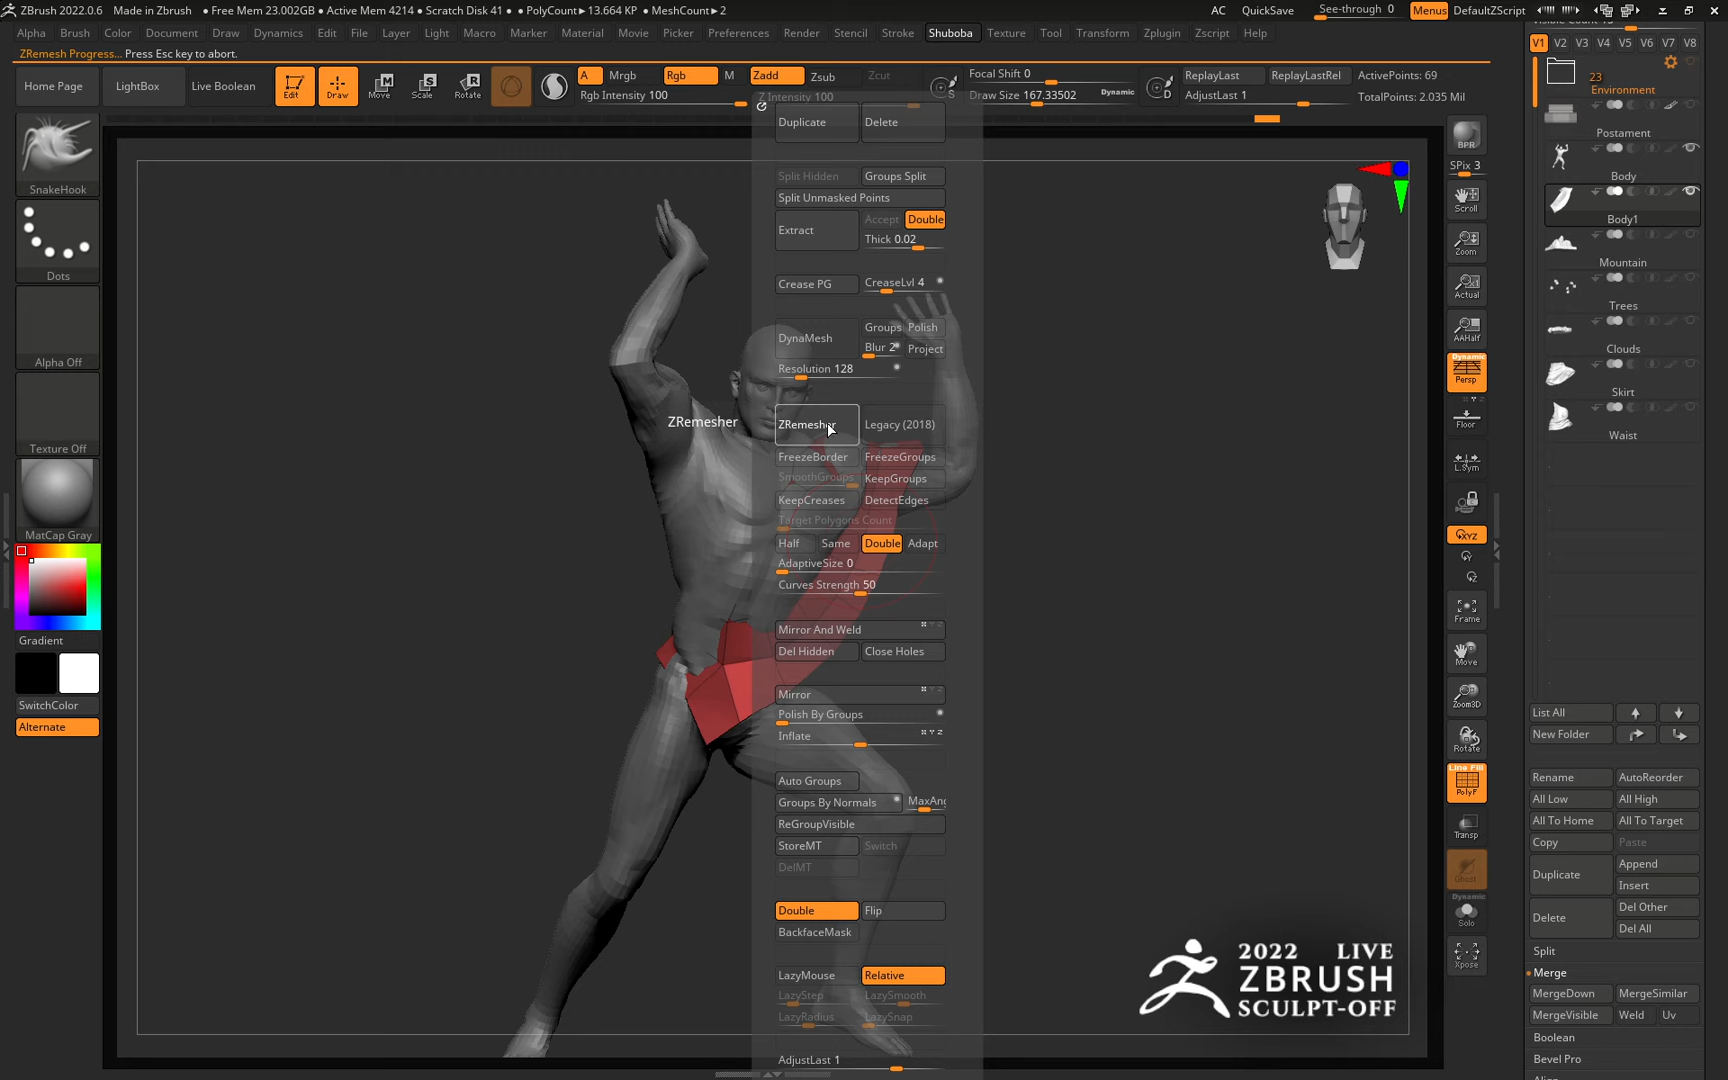 ZBrush 2022.0.6 Made in Zbrush • Free Mem 23.002GB • Active Mem 4214 • Scratch Disk 41 • • PolyCount▸ 13.664 KP • MeshCount▸ 2 AC QuickSave See-through 0 Menus DefaultZScript
Alpha Brush Color Document Draw Dynamics Edit File Layer Light Macro Marker Material Movie Picker Preferences Render Stencil Stroke Shuboba Texture Tool Transform Zplugin Zscript Help
ZRemesh Progress... Press Esc key to abort.
Home Page LightBox Live Boolean Edit Draw Move Scale Rotate
A Mrgb Rgb M Zadd Zsub Zcut
Rgb Intensity 100 Z Intensity 100
S Focal Shift 0
Draw Size 167.33502 Dynamic
D ReplayLast ReplayLastRel
AdjustLast 1
ActivePoints: 69
TotalPoints: 2.035 Mil
SnakeHook
Dots
Alpha Off
Texture Off
MatCap Gray
Gradient
SwitchColor
Alternate
ZRemesher
Duplicate Delete
Split Hidden Groups Split
Split Unmasked Points
Extract Accept Double
Thick 0.02
Crease PG CreaseLvl 4
DynaMesh Groups Polish
Blur 2 Project
Resolution 128
ZRemesher Legacy (2018)
FreezeBorder FreezeGroups
SmoothGroups KeepGroups
KeepCreases DetectEdges
Target Polygons Count
Half Same Double Adapt
AdaptiveSize 0
Curves Strength 50
Mirror And Weld
Del Hidden Close Holes
Mirror
Polish By Groups
Inflate
Auto Groups
Groups By Normals MaxAng
ReGroupVisible
StoreMT Switch
DelMT
Double Flip
BackfaceMask
LazyMouse Relative
LazyStep LazySmooth
LazyRadius LazySnap
AdjustLast 1
2022 LIVE
ZBRUSH
SCULPT-OFF
BPR
SPix 3
Scroll
Zoom
Actual
AAHalf
Dynamic
Persp
Floor
L.Sym
XYZ
Frame
Move
Zoom3D
Rotate
Line Fill
PolyF
Transp
Ghost
Dynamic
Solo
Xpose
Visible Count 15
V1 V2 V3 V4 V5 V6 V7 V8
23
Environment
Postament
Body
Body1
Mountain
Trees
Clouds
Skirt
Waist
List All
New Folder
Rename AutoReorder
All Low All High
All To Home All To Target
Copy Paste
Duplicate Append
Insert
Delete Del Other
Del All
Split
Merge
MergeDown MergeSimilar
MergeVisible Weld Uv
Boolean
Bevel Pro